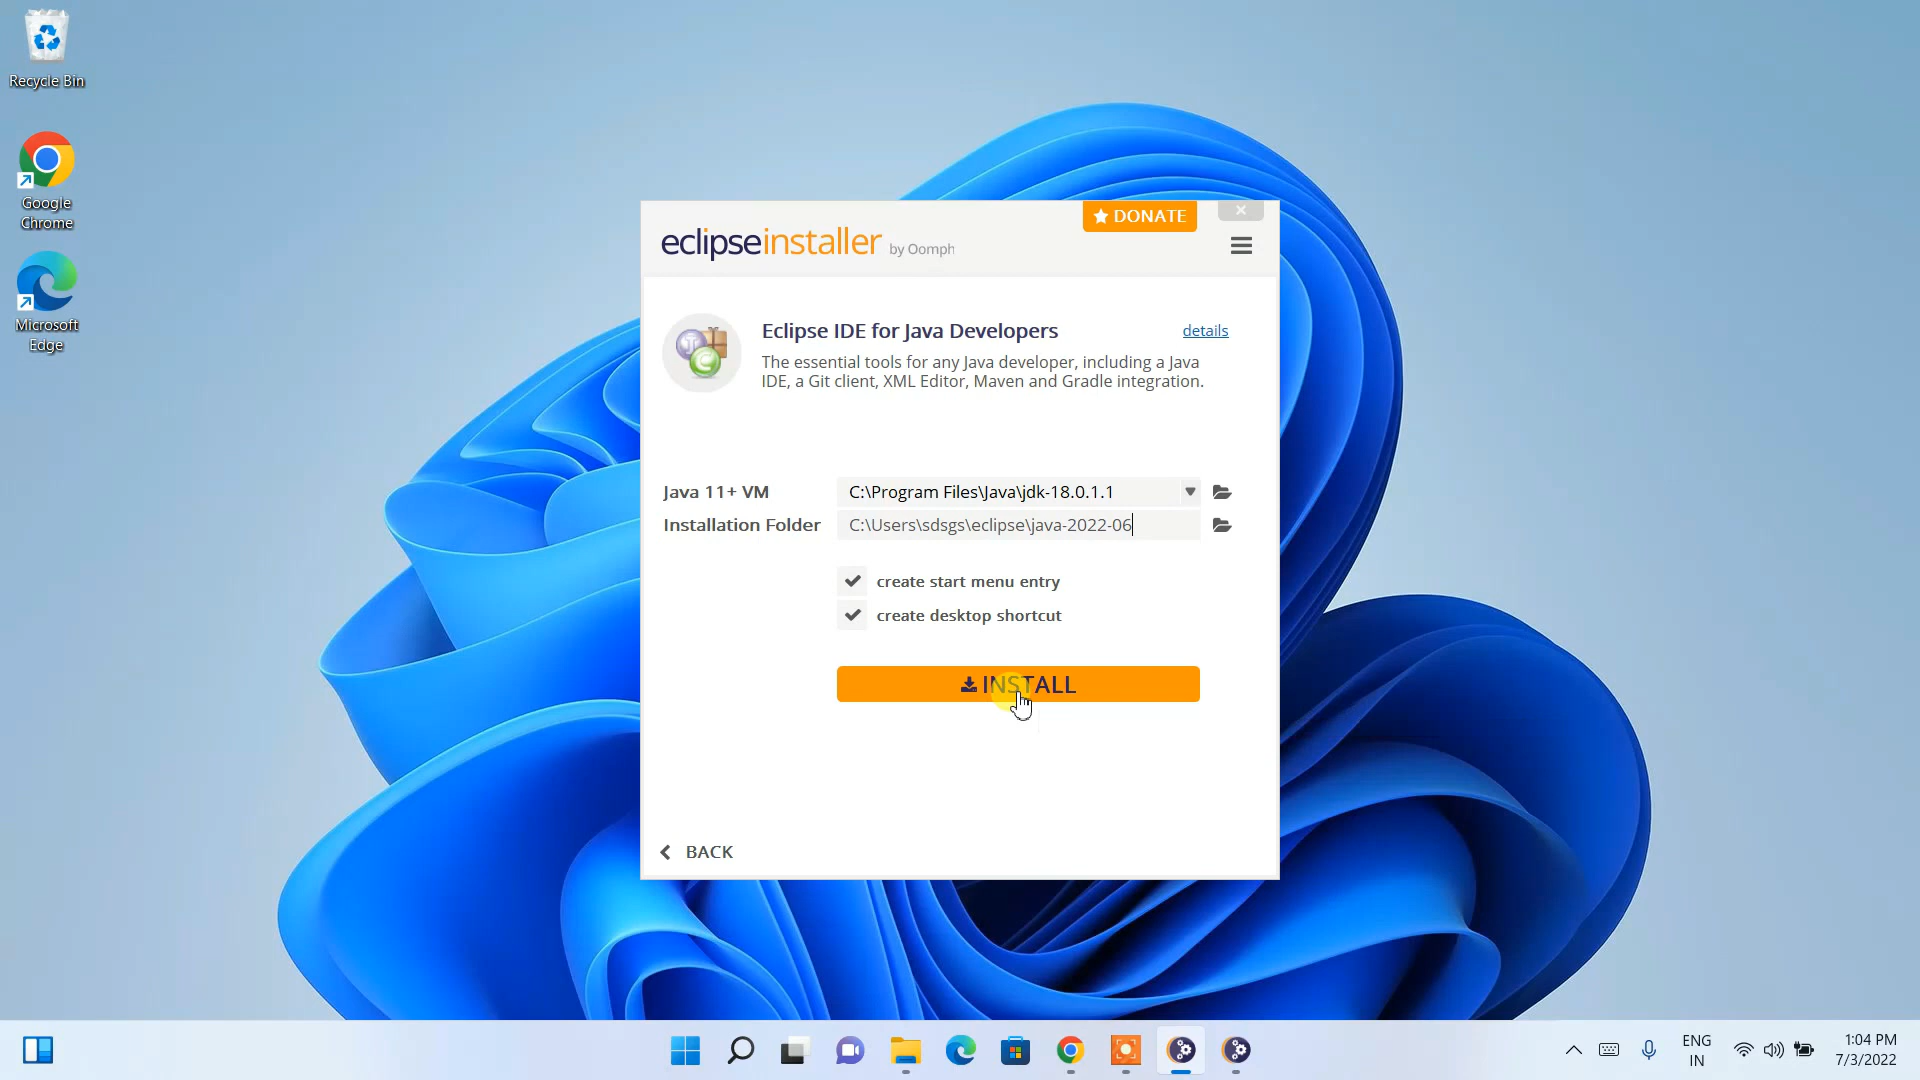 Recycle Bin
Google
Chrome
Microsoft
Edge
DONATE
eclipseinstaller by Oomph
Eclipse IDE for Java Developers
details
The essential tools for any Java developer, including a Java
IDE, a Git client, XML Editor, Maven and Gradle integration.
Java 11+ VM
C:\Program Files\Java\jdk-18.0.1.1
Installation Folder
C:\Users\sdsgs\eclipse\java-2022-06
create start menu entry
create desktop shortcut
INSTALL
BACK
ENG
IN
1:04 PM
7/3/2022